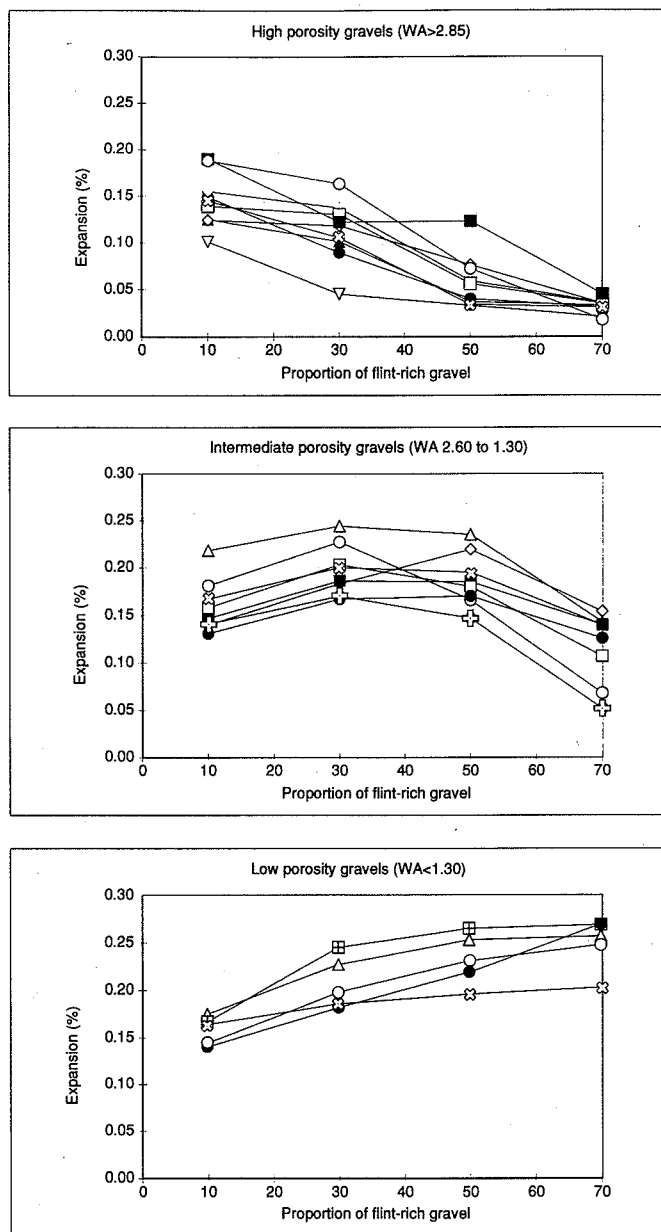 High porosity gravels (WA>2.85)
0.30
0.25
0.20
0.15
0.10
0.05
0.00
Expansion (%)
0 10 20 30 40 50 60 70
Proportion of flint-rich gravel
Intermediate porosity gravels (WA 2.60 to 1.30)
0.30
0.25
0.20
0.15
0.10
0.05
0.00
Expansion (%)
0 10 20 30 40 50 60 70
Proportion of flint-rich gravel
Low porosity gravels (WA<1.30)
0.30
0.25
0.20
0.15
0.10
0.05
0.00
Expansion (%)
0 10 20 30 40 50 60 70
Proportion of flint-rich gravel